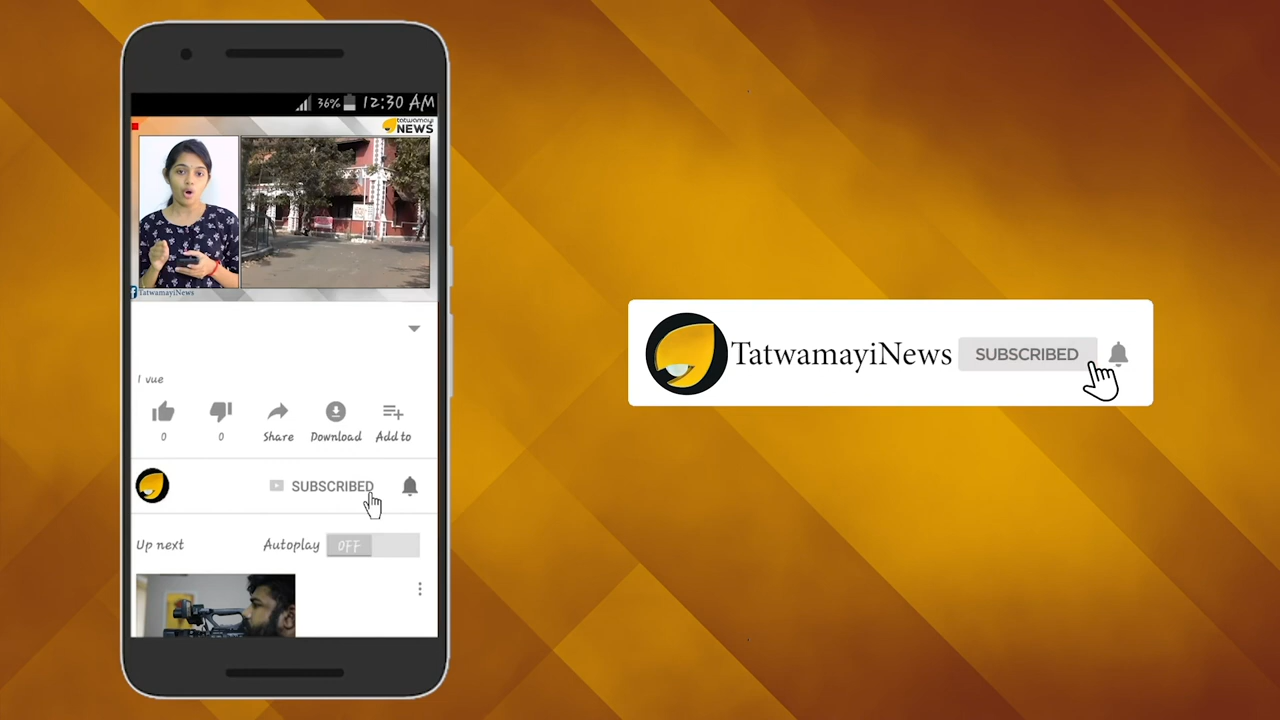 36% 12:30 AM
tatwamayi
NEWS
TatwamayiNews
1 vue
0 0 Share Download Add to
SUBSCRIBED
Up next Autoplay OFF
TatwamayiNews SUBSCRIBED